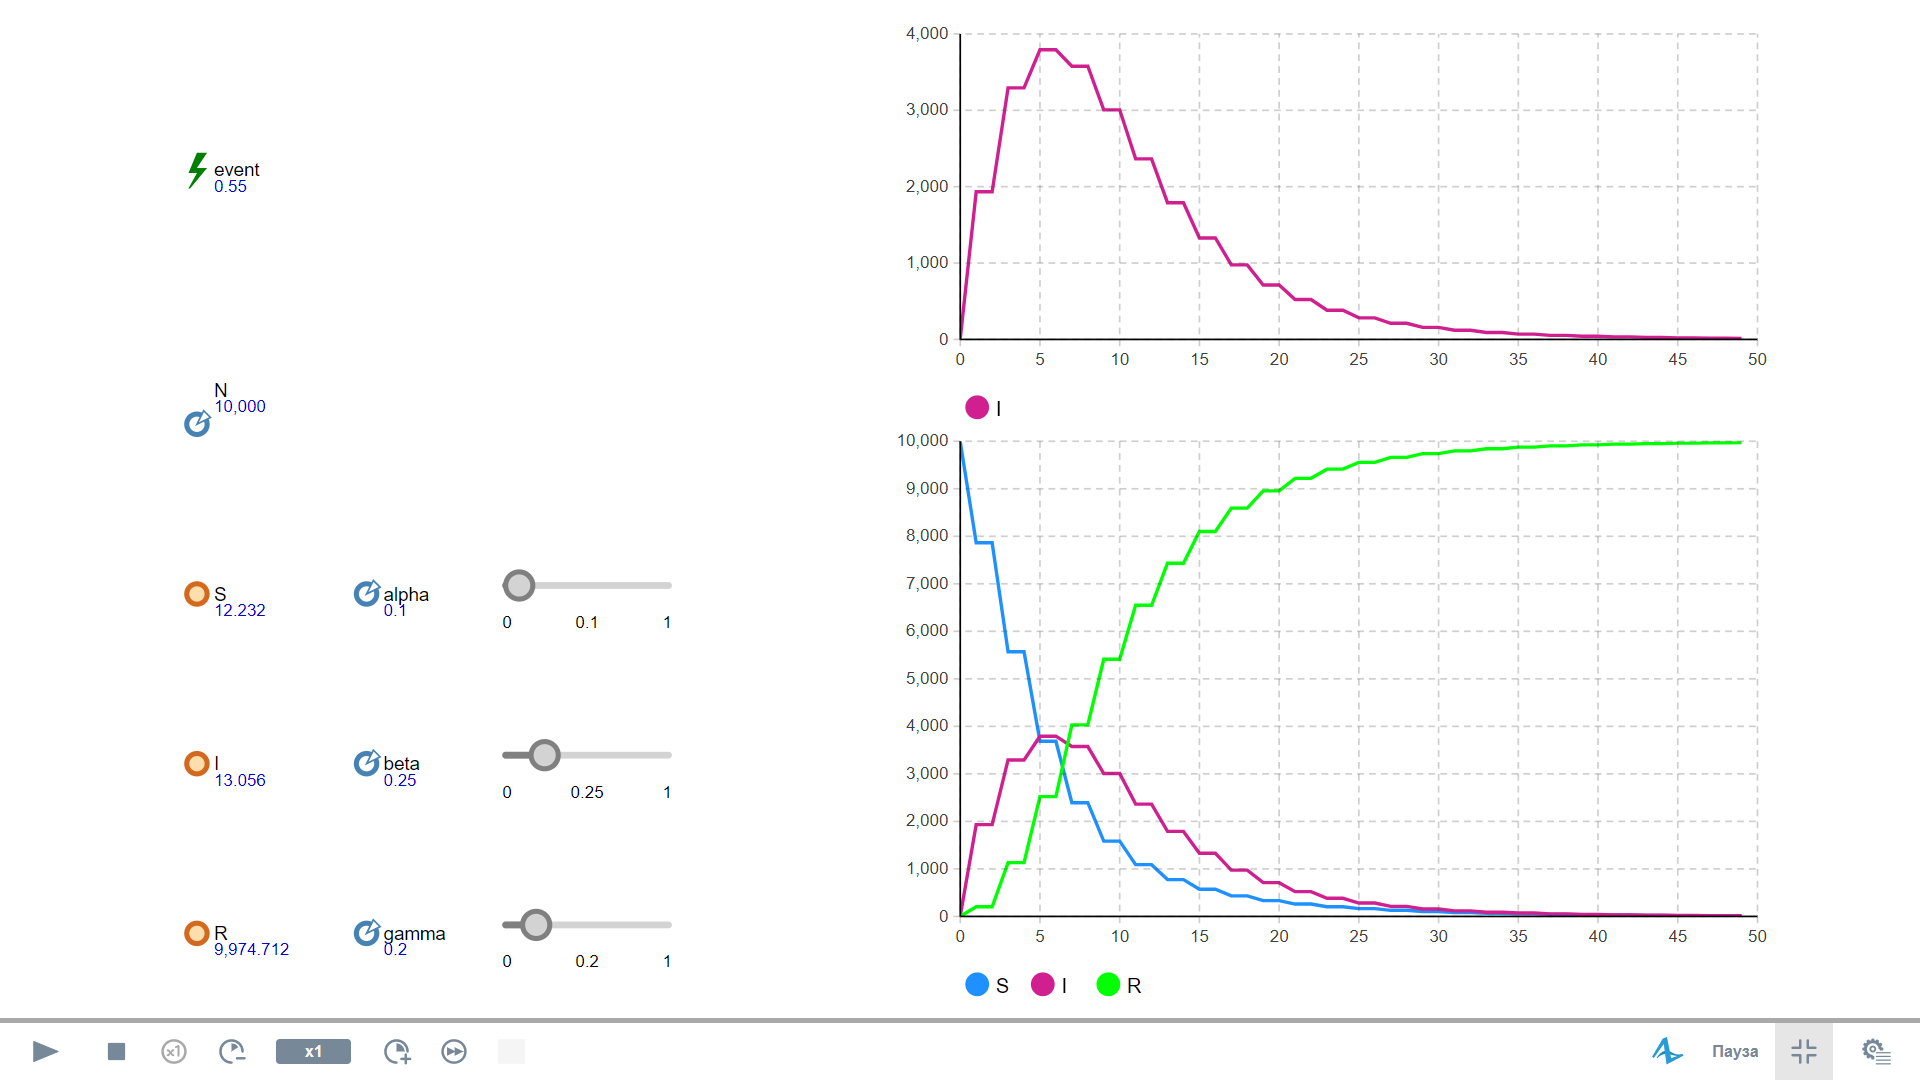 event
0.55
N
10,000
S
12.232
alpha
0.1
0 0.1 1
I
13.056
beta
0.25
0 0.25 1
R
9,974.712
gamma
0.2
0 0.2 1
4,000
3,000
2,000
1,000
0
0 5 10 15 20 25 30 35 40 45 50
I
10,000
9,000
8,000
7,000
6,000
5,000
4,000
3,000
2,000
1,000
0
0 5 10 15 20 25 30 35 40 45 50
S I R
x1 x1 Пауза